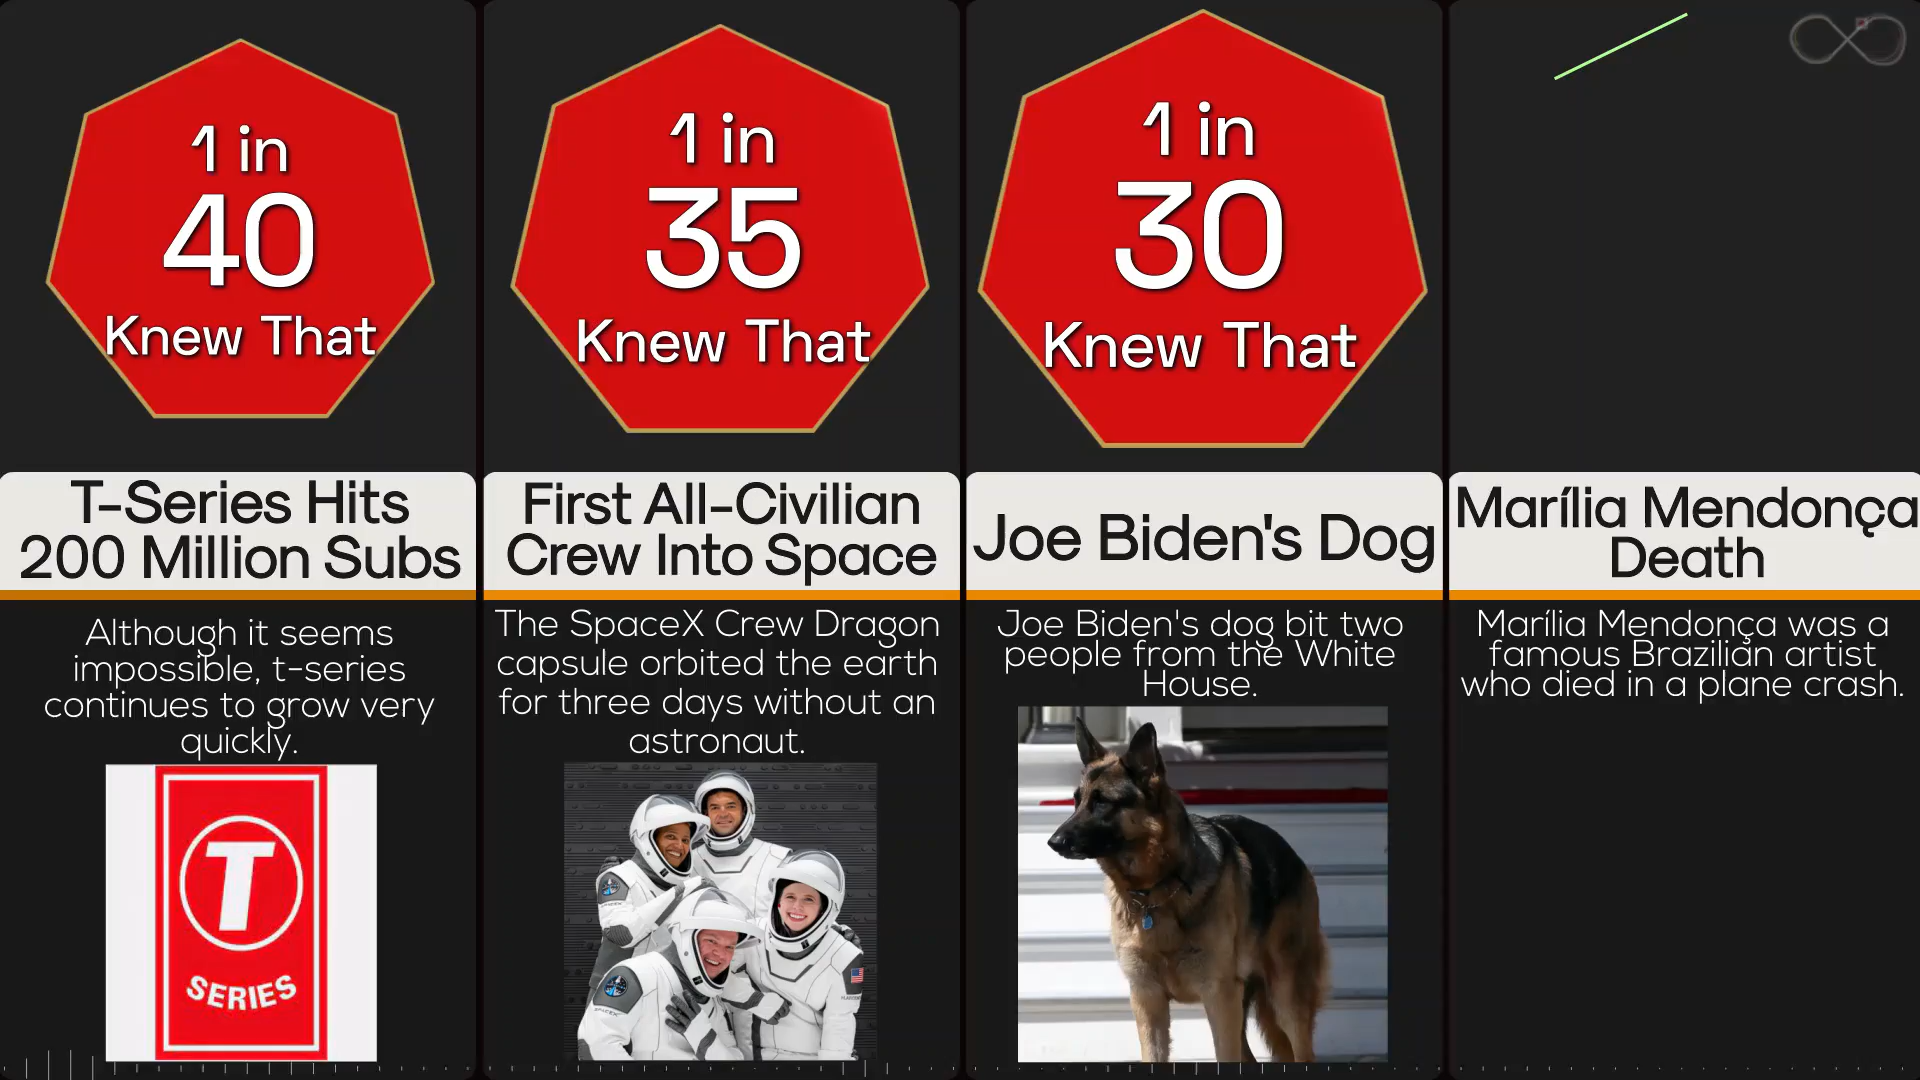 1 in
40
Knew That
T-Series Hits
200 Million Subs
Although it seems
impossible, t-series
continues to grow very
quickly.
T
SERIES
1 in
35
Knew That
First All-Civilian
Crew Into Space
The SpaceX Crew Dragon
capsule orbited the earth
for three days without an
astronaut.
1 in
30
Knew That
Joe Biden's Dog
Joe Biden's dog bit two
people from the White
House.
Marília Mendonça
Death
Marília Mendonça was a
famous Brazilian artist
who died in a plane crash.